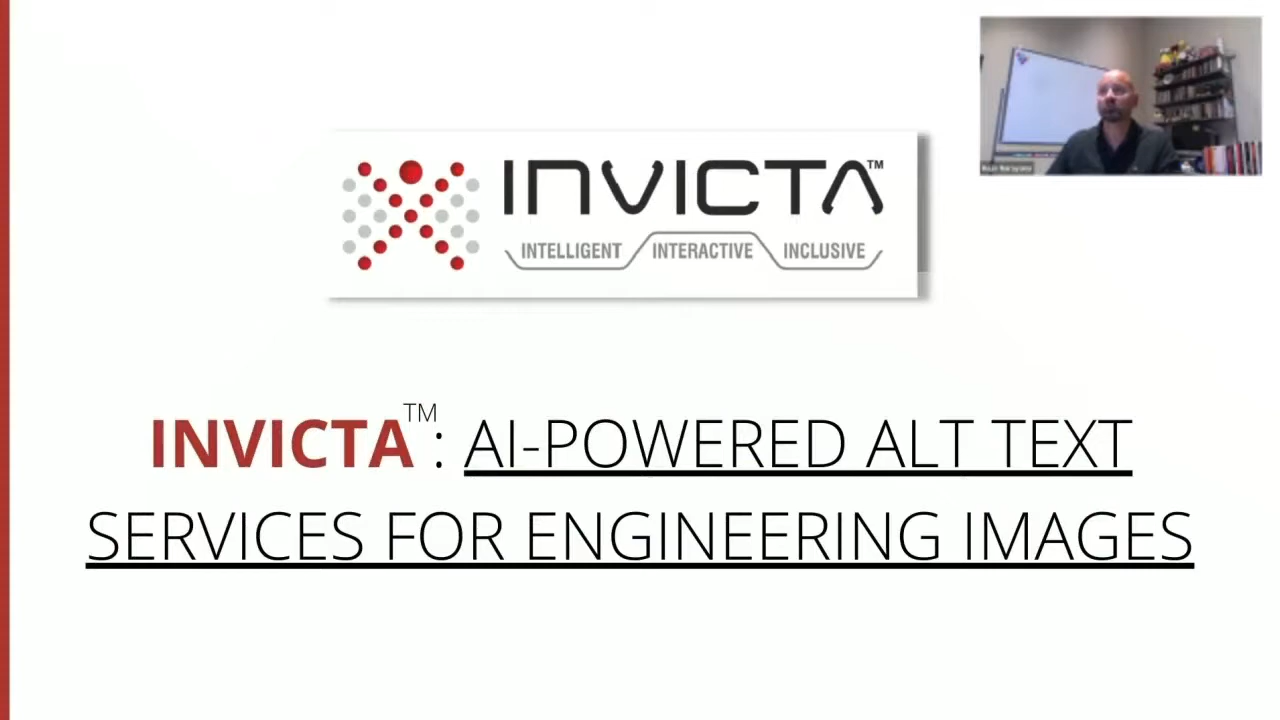 INVICTA™
INTELLIGENT INTERACTIVE INCLUSIVE
INVICTA™: AI-POWERED ALT TEXT
SERVICES FOR ENGINEERING IMAGES